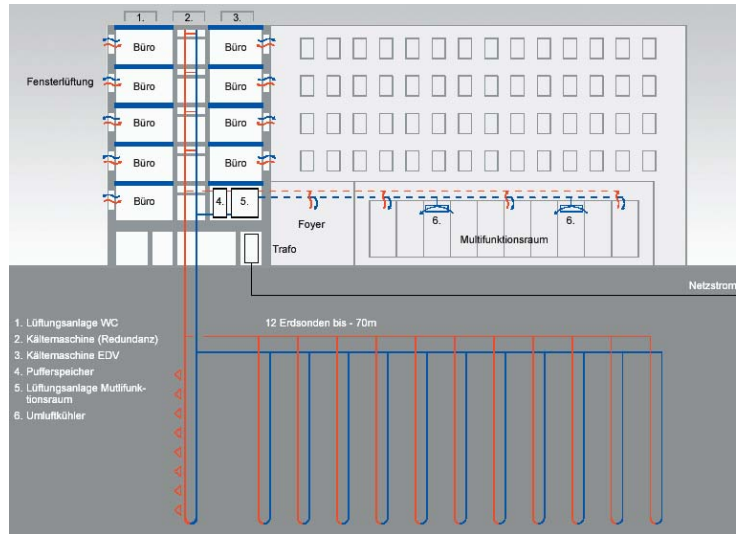 1. 2. 3.
Büro Büro
Fensterlüftung
Büro Büro
Büro Büro
Büro Büro
Büro 4. 5.
Foyer 6. 6.
Multifunktionsraum
Trafo
Netzstrom
1. Lüftungsanlage WC 12 Erdsonden bis - 70m
2. Kältemaschine (Redundanz)
3. Kältemaschine EDV
4. Pufferspeicher
5. Lüftungsanlage Mutlifunk-
tionsraum
6. Umluftkühler